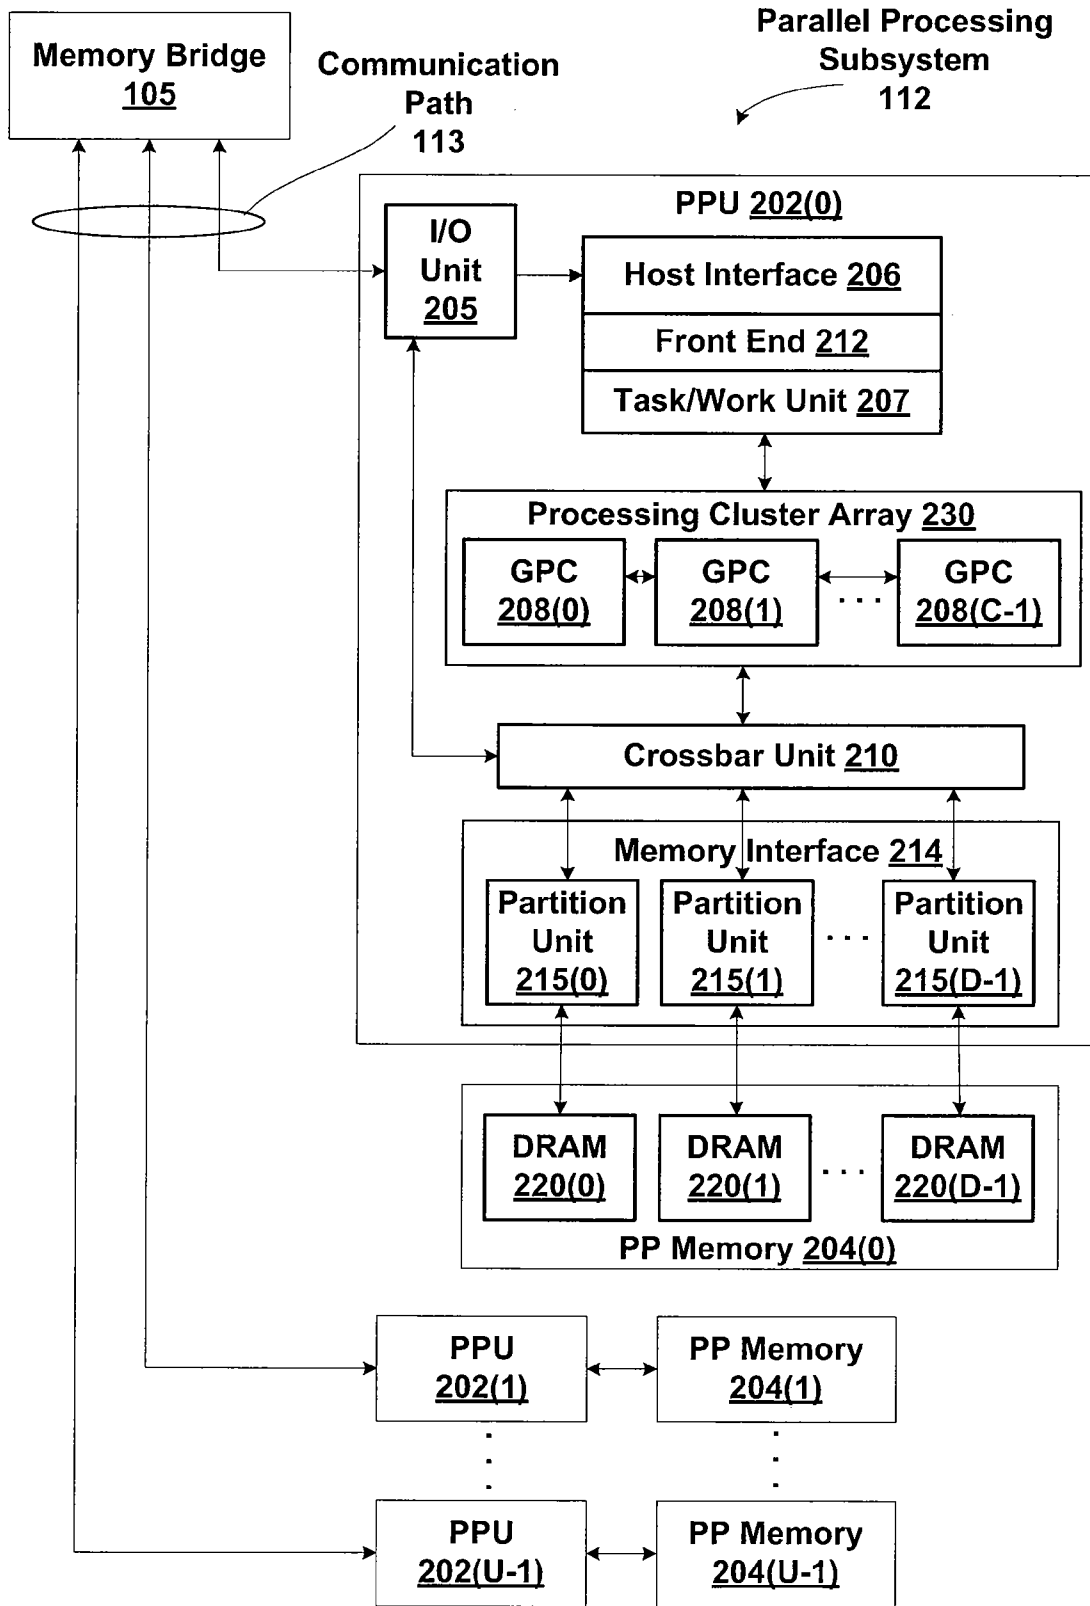 Memory Bridge
105
Communication
Path
113
Parallel Processing
Subsystem
112
PPU 202(0)
I/O
Unit
205
Host Interface 206
Front End 212
Task/Work Unit 207
Processing Cluster Array 230
GPC
208(0)
GPC
208(1)
. . .
GPC
208(C-1)
Crossbar Unit 210
Memory Interface 214
Partition
Unit
215(0)
Partition
Unit
215(1)
. . .
Partition
Unit
215(D-1)
DRAM
220(0)
DRAM
220(1)
. . .
DRAM
220(D-1)
PP Memory 204(0)
PPU
202(1)
PP Memory
204(1)
PPU
202(U-1)
PP Memory
204(U-1)